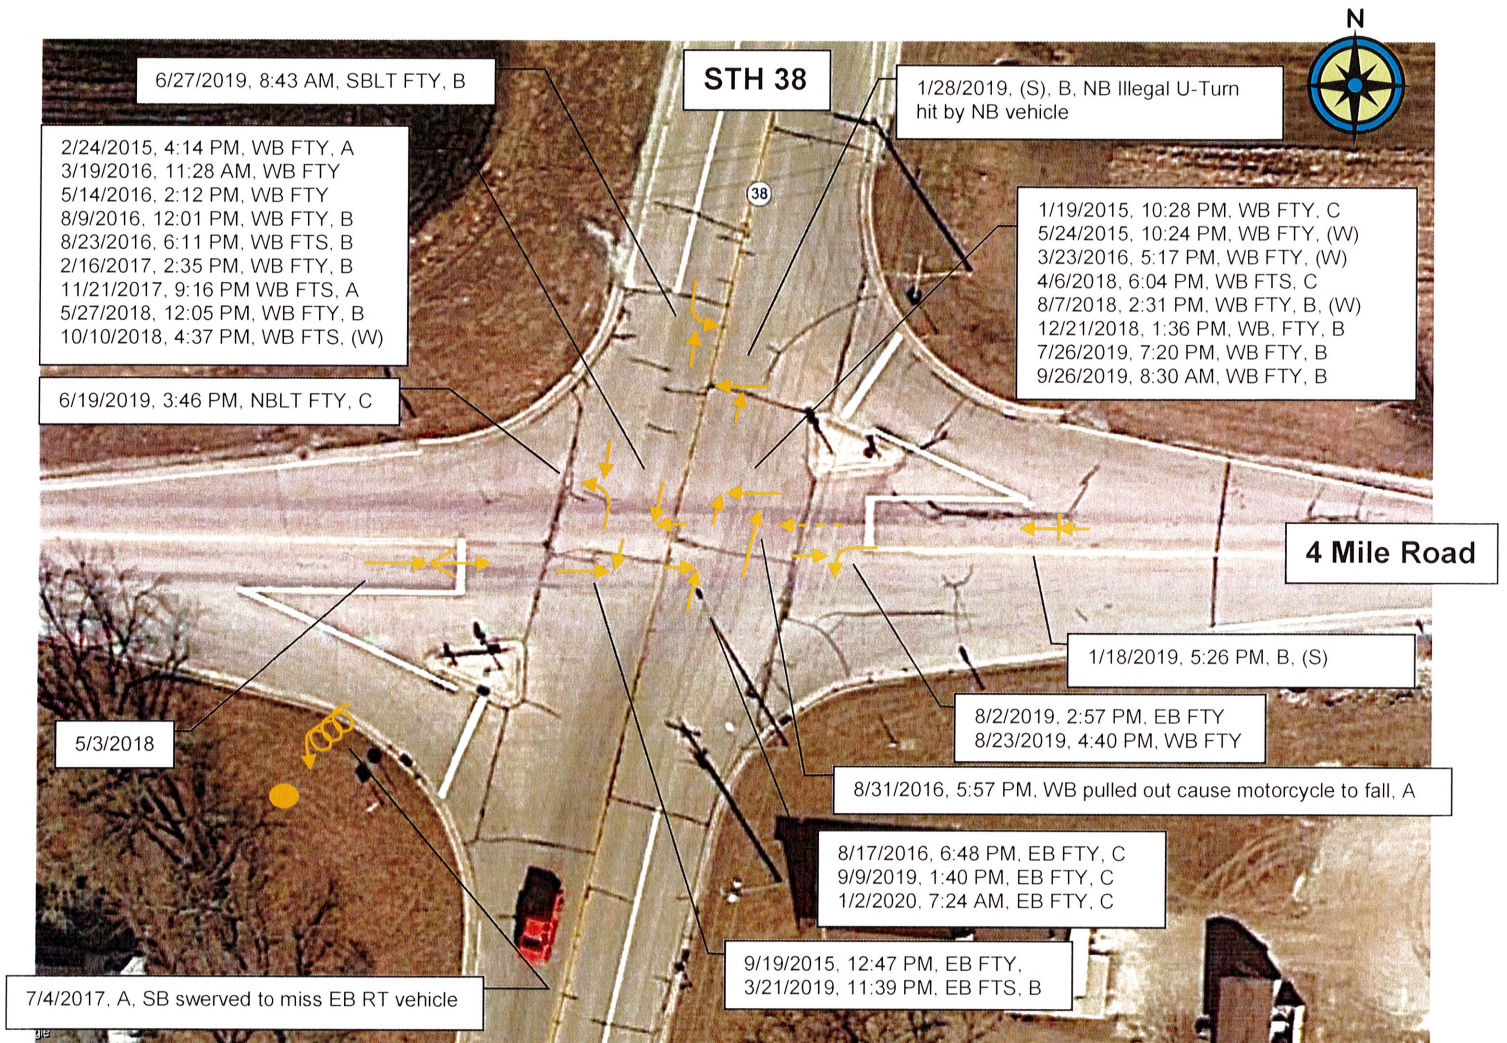 N
STH 38
6/27/2019, 8:43 AM, SBLT FTY, B
1/28/2019, (S), B, NB Illegal U-Turn
hit by NB vehicle
2/24/2015, 4:14 PM, WB FTY, A
3/19/2016, 11:28 AM, WB FTY
5/14/2016, 2:12 PM, WB FTY
8/9/2016, 12:01 PM, WB FTY, B
8/23/2016, 6:11 PM, WB FTS, B
2/16/2017, 2:35 PM, WB FTY, B
11/21/2017, 9:16 PM WB FTS, A
5/27/2018, 12:05 PM, WB FTY, B
10/10/2018, 4:37 PM, WB FTS, (W)
38
1/19/2015, 10:28 PM, WB FTY, C
5/24/2015, 10:24 PM, WB FTY, (W)
3/23/2016, 5:17 PM, WB FTY, (W)
4/6/2018, 6:04 PM, WB FTS, C
8/7/2018, 2:31 PM, WB FTY, B, (W)
12/21/2018, 1:36 PM, WB, FTY, B
7/26/2019, 7:20 PM, WB FTY, B
9/26/2019, 8:30 AM, WB FTY, B
6/19/2019, 3:46 PM, NBLT FTY, C
4 Mile Road
1/18/2019, 5:26 PM, B, (S)
5/3/2018
8/2/2019, 2:57 PM, EB FTY
8/23/2019, 4:40 PM, WB FTY
8/31/2016, 5:57 PM, WB pulled out cause motorcycle to fall, A
8/17/2016, 6:48 PM, EB FTY, C
9/9/2019, 1:40 PM, EB FTY, C
1/2/2020, 7:24 AM, EB FTY, C
9/19/2015, 12:47 PM, EB FTY,
3/21/2019, 11:39 PM, EB FTS, B
7/4/2017, A, SB swerved to miss EB RT vehicle
gle